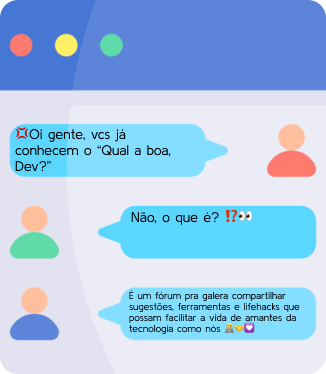 💢Oi gente, vcs já
conhecem o “Qual a boa,
Dev?”
Não, o que é? ⁉️👀
É um fórum pra galera compartilhar
sugestões, ferramentas e lifehacks que
possam facilitar a vida de amantes da
tecnologia como nós 👩🏽‍💻🤝💟